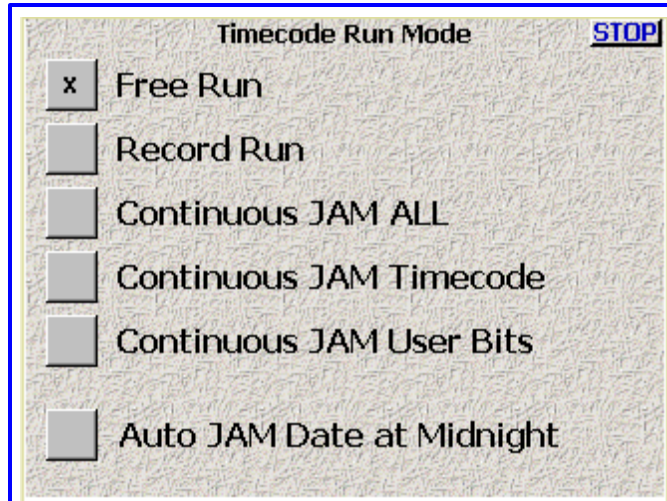 Timecode Run Mode STOP
x Free Run
Record Run
Continuous JAM ALL
Continuous JAM Timecode
Continuous JAM User Bits
Auto JAM Date at Midnight